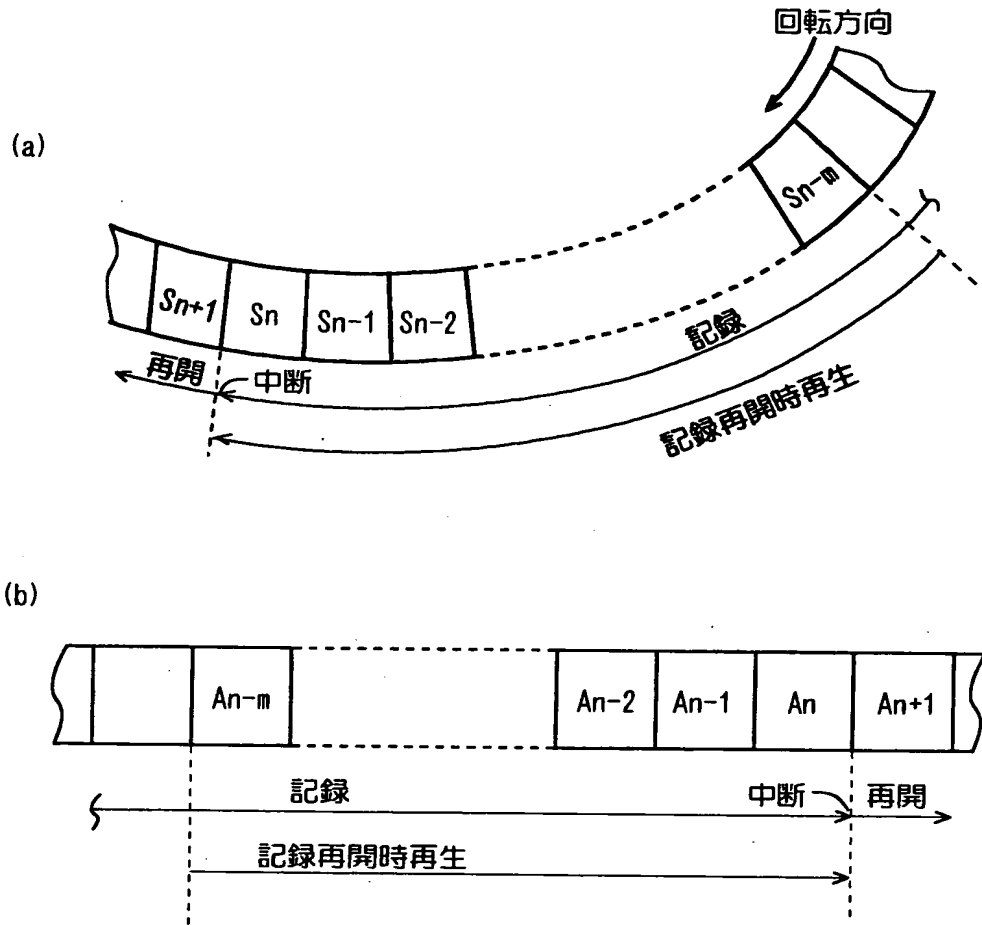 回転方向
(a)
Sn-m
Sn+1
Sn
Sn-1
Sn-2
記録
再開
中断
記録再開時再生
(b)
An-m
An-2
An-1
An
An+1
記録
中断
再開
記録再開時再生